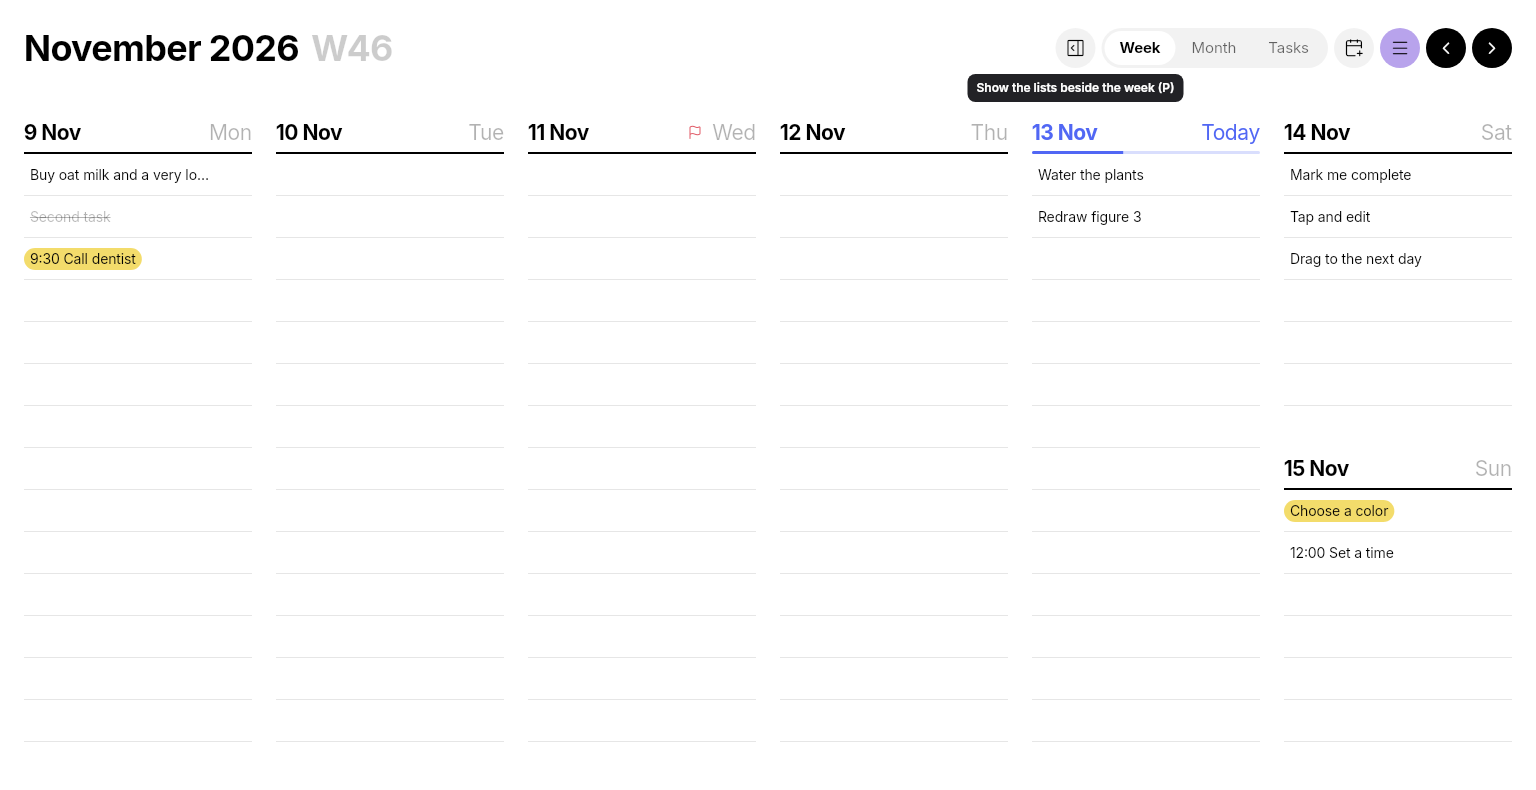 November 2026 W46
Week Month Tasks
Show the lists beside the week (P)
9 Nov Mon
Buy oat milk and a very lo...
Second task
9:30 Call dentist
10 Nov Tue
11 Nov Wed
12 Nov Thu
13 Nov Today
Water the plants
Redraw figure 3
14 Nov Sat
Mark me complete
Tap and edit
Drag to the next day
15 Nov Sun
Choose a color
12:00 Set a time